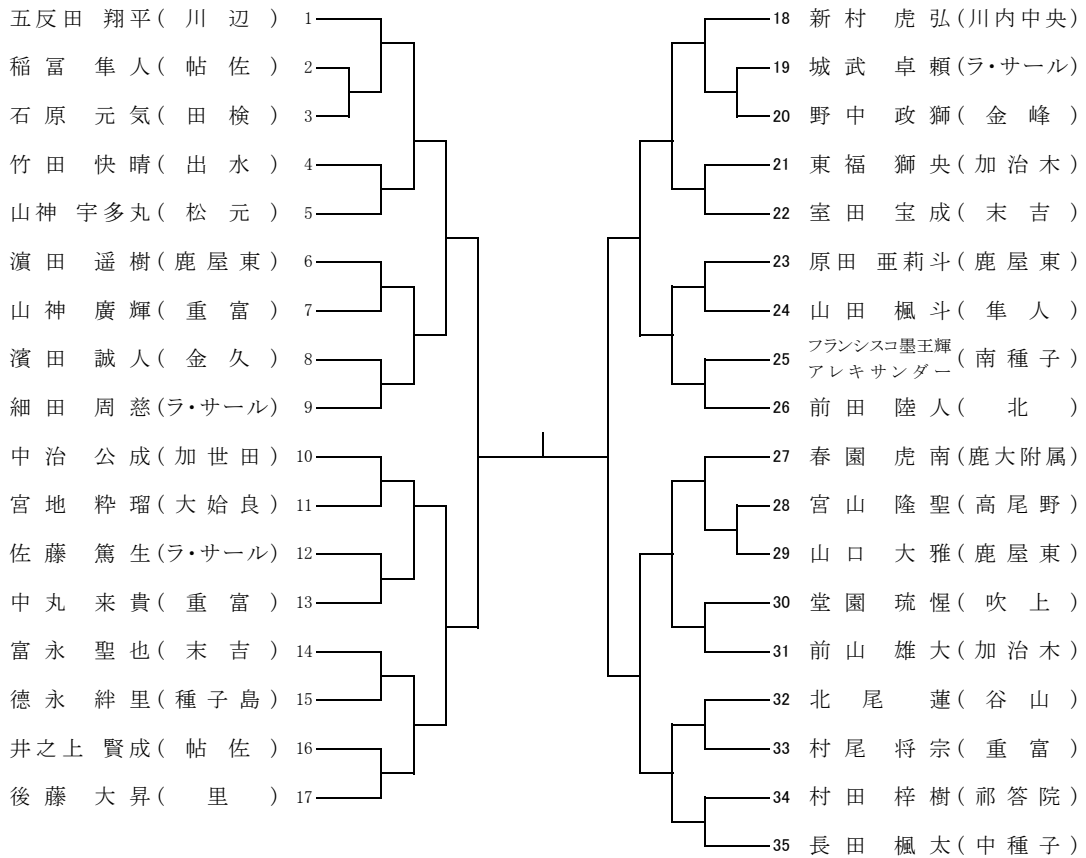 五反田 翔平 ( 川 辺 ) 1
稲冨 隼人 ( 帖 佐 ) 2
石原 元気 ( 田 検 ) 3
竹田 快晴 ( 出 水 ) 4
山神 宇多丸 ( 松 元 ) 5
濵田 遥樹 ( 鹿屋東 ) 6
山神 廣輝 ( 重 富 ) 7
濱田 誠人 ( 金 久 ) 8
細田 周慈 (ラ・サール) 9
中治 公成 ( 加世田 ) 10
宮地 粋瑠 ( 大姶良 ) 11
佐藤 篤生 (ラ・サール) 12
中丸 来貴 ( 重 富 ) 13
富永 聖也 ( 末 吉 ) 14
德永 絆里 ( 種子島 ) 15
井之上 賢成 ( 帖 佐 ) 16
後藤 大昇 ( 里 ) 17
18 新村 虎弘 (川内中央)
19 城武 卓頼 (ラ・サール)
20 野中 政獅 ( 金 峰 )
21 東福 獅央 ( 加治木 )
22 室田 宝成 ( 末 吉 )
23 原田 亜莉斗 ( 鹿屋東 )
24 山田 楓斗 ( 隼 人 )
25 フランシスコ墨王輝
アレキサンダー ( 南種子 )
26 前田 陸人 ( 北 )
27 春園 虎南 (鹿大附属)
28 宮山 隆聖 ( 高尾野 )
29 山口 大雅 ( 鹿屋東 )
30 堂園 琉惺 ( 吹 上 )
31 前山 雄大 ( 加治木 )
32 北尾 蓮 ( 谷 山 )
33 村尾 将宗 ( 重 富 )
34 村田 梓樹 ( 祁答院 )
35 長田 楓太 ( 中種子 )